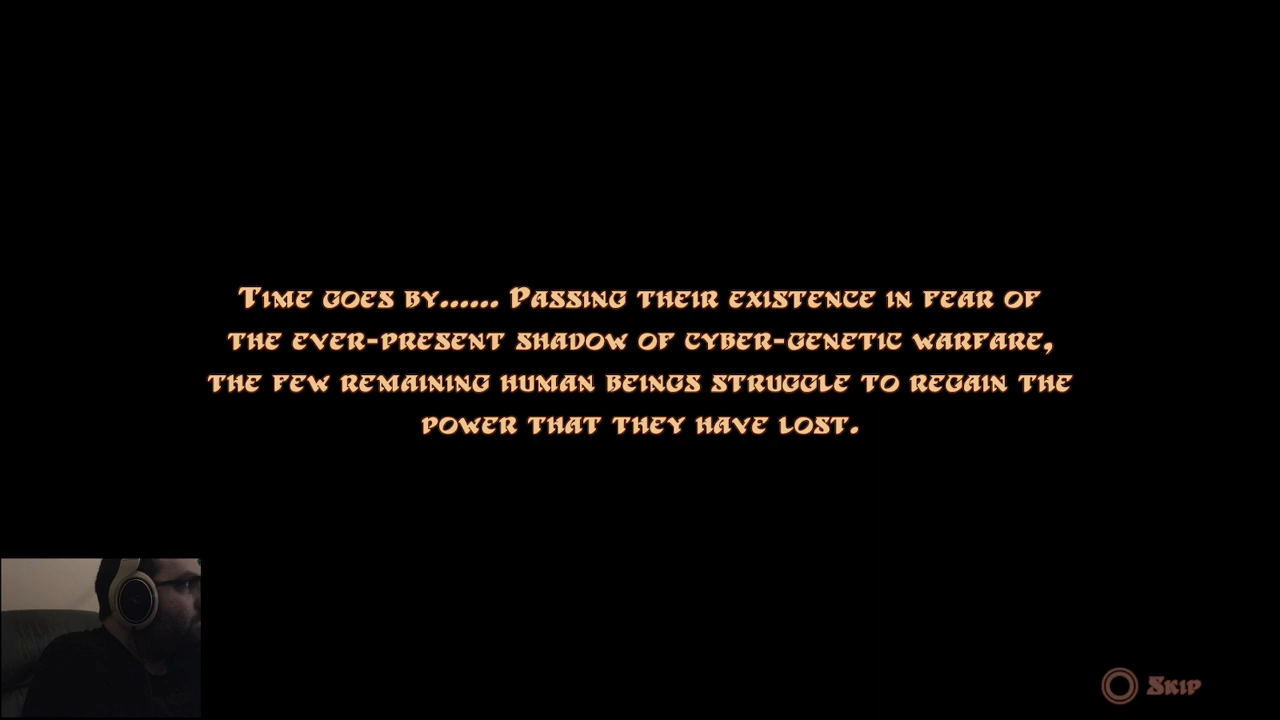 Time goes by...... Passing their existence in fear of
the ever-present shadow of cyber-genetic warfare,
the few remaining human beings struggle to regain the
power that they have lost.
Skip